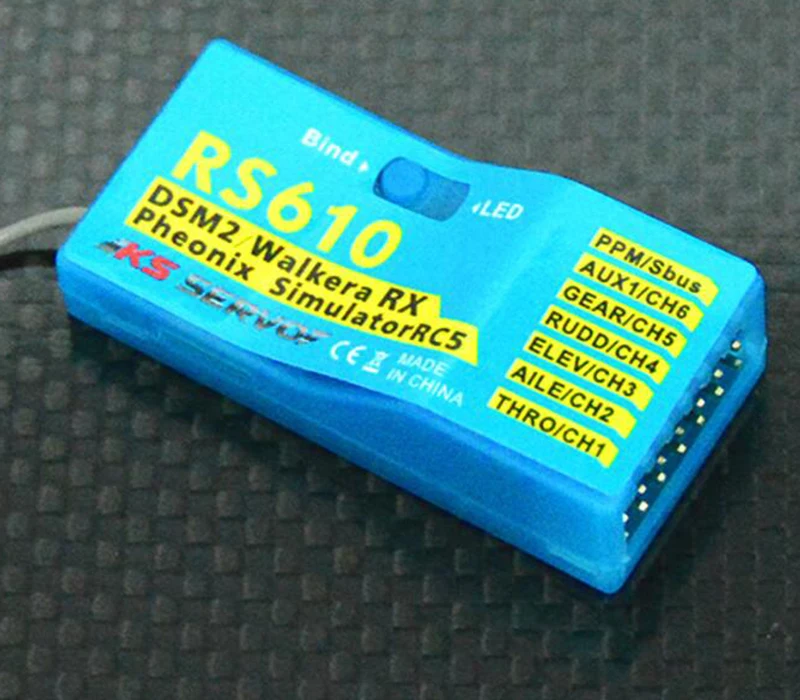 Bind
LED
RS610
DSM2/Walkera RX
Pheonix SimulatorRC5
KS SERVO
CE MADE
IN CHINA
PPM/Sbus
AUX1/CH6
GEAR/CH5
RUDD/CH4
ELEV/CH3
AILE/CH2
THRO/CH1